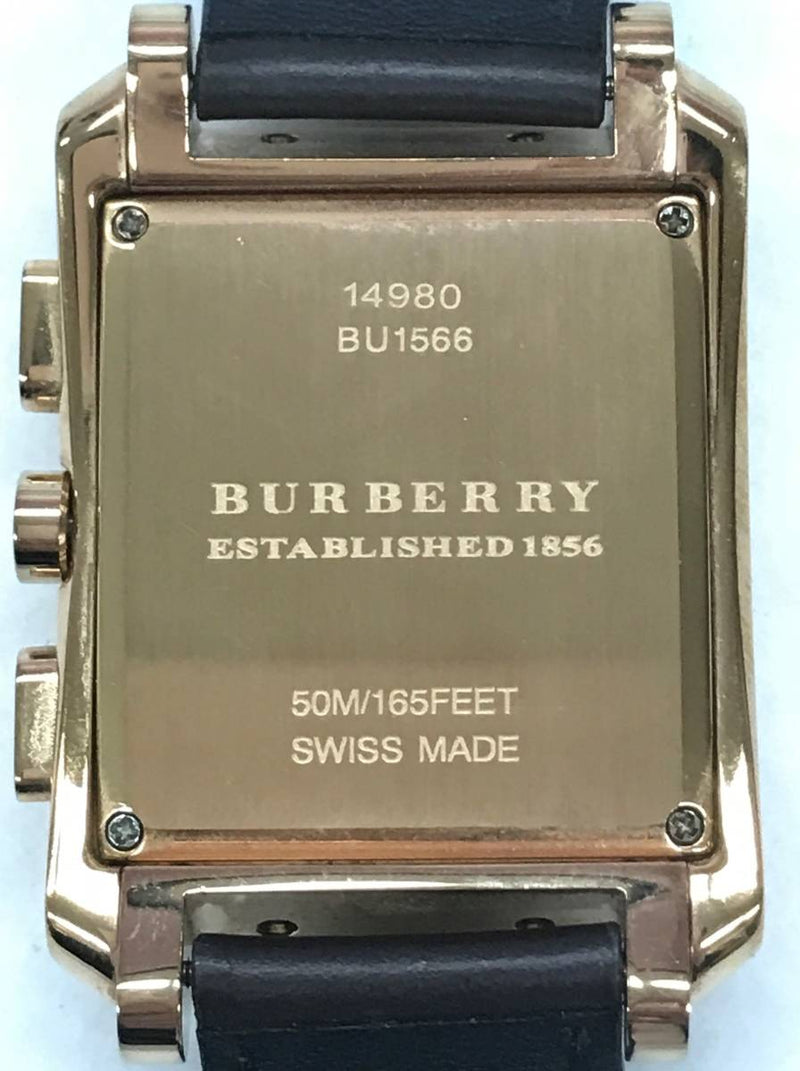 14980
BU1566
BURBERRY
ESTABLISHED 1856
50M/165FEET
SWISS MADE